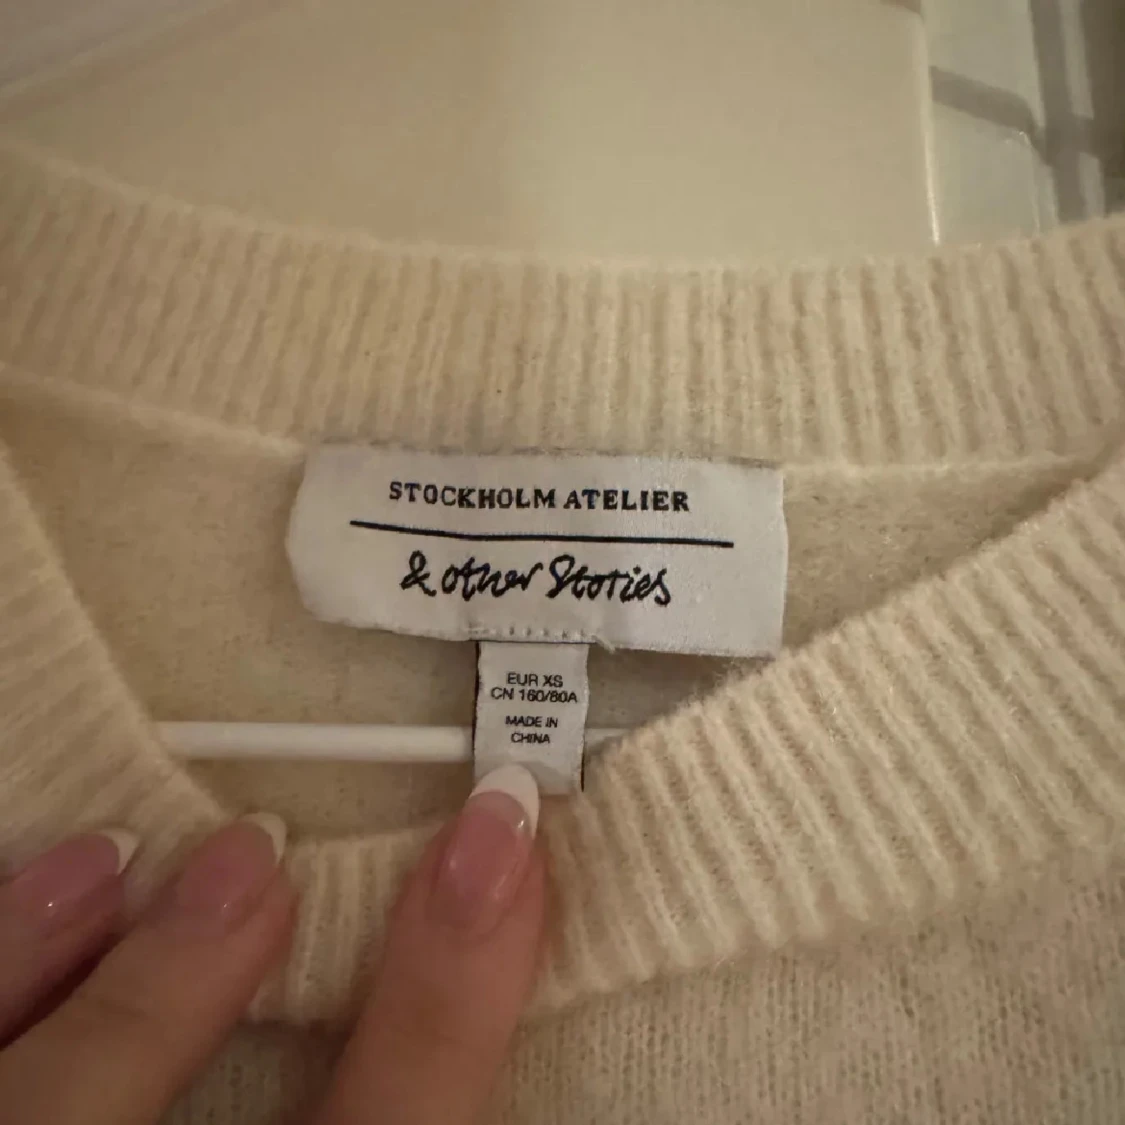 STOCKHOLM ATELIER
& other Stories
EUR XS
CN 160/80A
MADE IN
CHINA